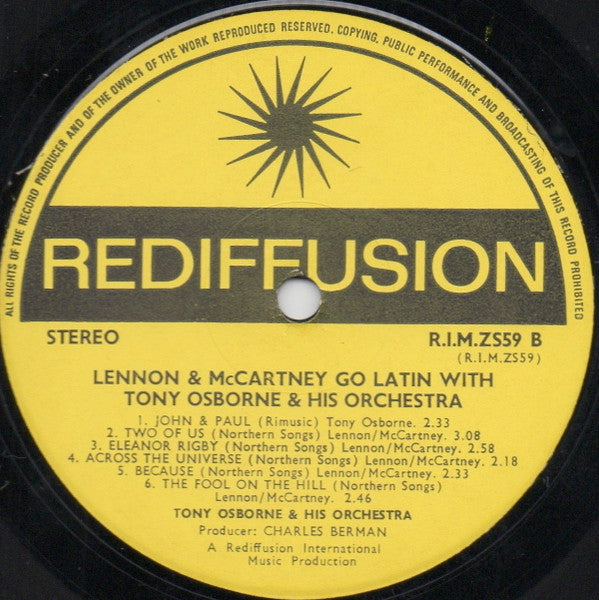 ALL RIGHTS OF THE RECORD PRODUCER AND OF THE OWNER OF THE WORK REPRODUCED RESERVED. COPYING, PUBLIC PERFORMANCE AND BROADCASTING OF THIS RECORD PROHIBITED
REDIFFUSION
STEREO
R.I.M.ZS59 B
(R.I.M.ZS59)
LENNON & McCARTNEY GO LATIN WITH
TONY OSBORNE & HIS ORCHESTRA
1. JOHN & PAUL (Rimusic) Tony Osborne. 2.33
2. TWO OF US (Northern Songs) Lennon/McCartney. 3.08
3. ELEANOR RIGBY (Northern Songs) Lennon/McCartney. 2.58
4. ACROSS THE UNIVERSE (Northern Songs) Lennon/McCartney. 2.18
5. BECAUSE (Northern Songs) Lennon/McCartney. 2.33
6. THE FOOL ON THE HILL (Northern Songs)
Lennon/McCartney. 2.46
TONY OSBORNE & HIS ORCHESTRA
Producer: CHARLES BERMAN
A Rediffusion International
Music Production